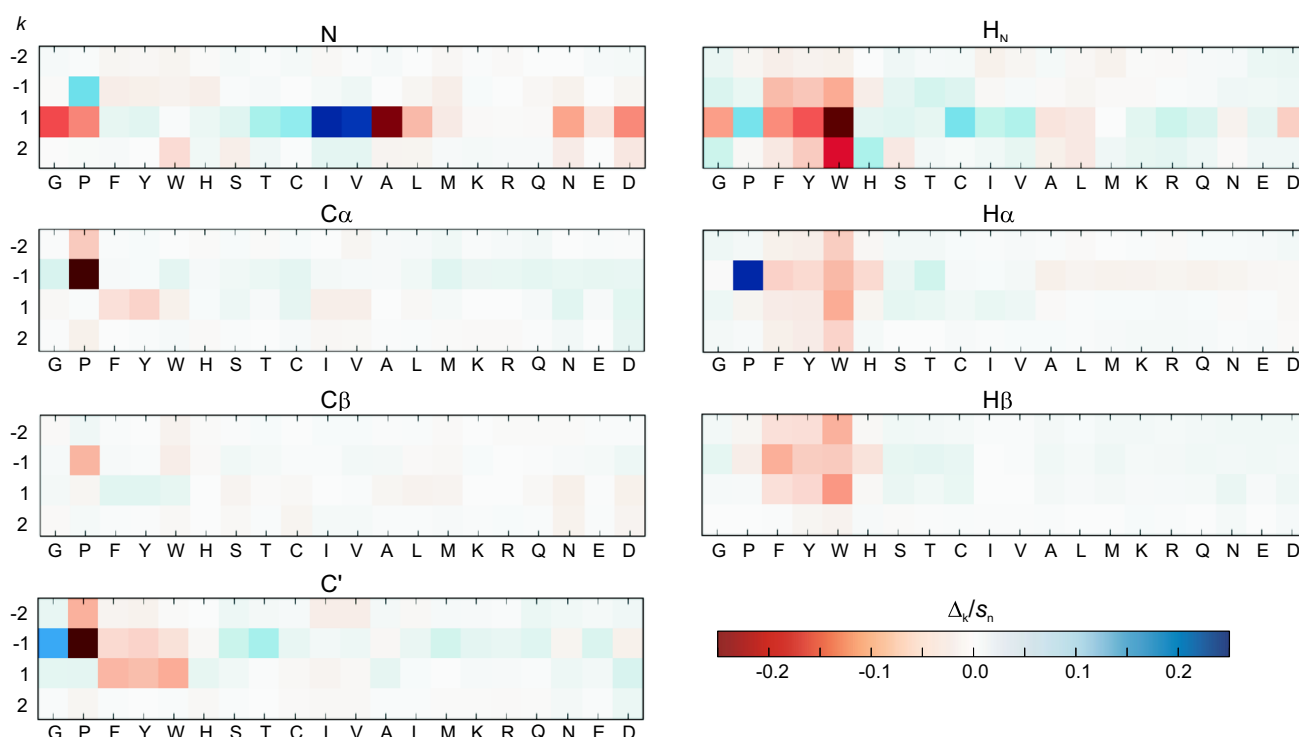 k
N
-2
-1
1
2
G P F Y W H S T C I V A L M K R Q N E D
H_N
G P F Y W H S T C I V A L M K R Q N E D
Cα
-2
-1
1
2
G P F Y W H S T C I V A L M K R Q N E D
Hα
G P F Y W H S T C I V A L M K R Q N E D
Cβ
-2
-1
1
2
G P F Y W H S T C I V A L M K R Q N E D
Hβ
G P F Y W H S T C I V A L M K R Q N E D
C'
-2
-1
1
2
G P F Y W H S T C I V A L M K R Q N E D
Δ_k/s_n
-0.2 -0.1 0.0 0.1 0.2